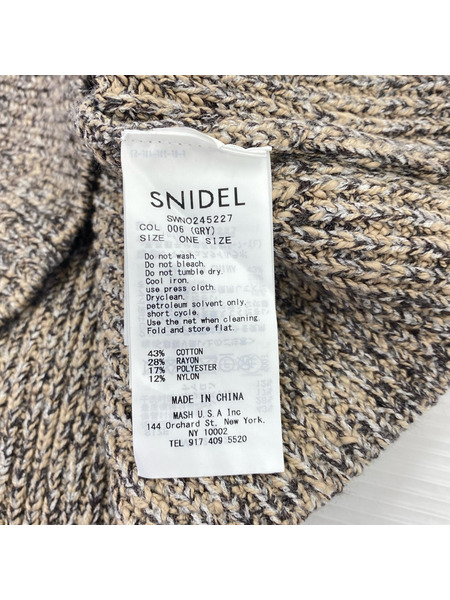 SNIDEL
SWNO245227
COL 006 (GRY)
SIZE ONE SIZE
Do not wash.
Do not bleach.
Do not tumble dry.
Cool iron.
use press cloth.
Dryclean.
petroleum solvent only.
short cycle.
Use the net when cleaning.
Fold and store flat.
43% COTTON
28% RAYON
17% POLYESTER
12% NYLON
MADE IN CHINA
MASH U.S.A Inc
144 Orchard St. New York.
NY 10002
TEL 917 409 5520